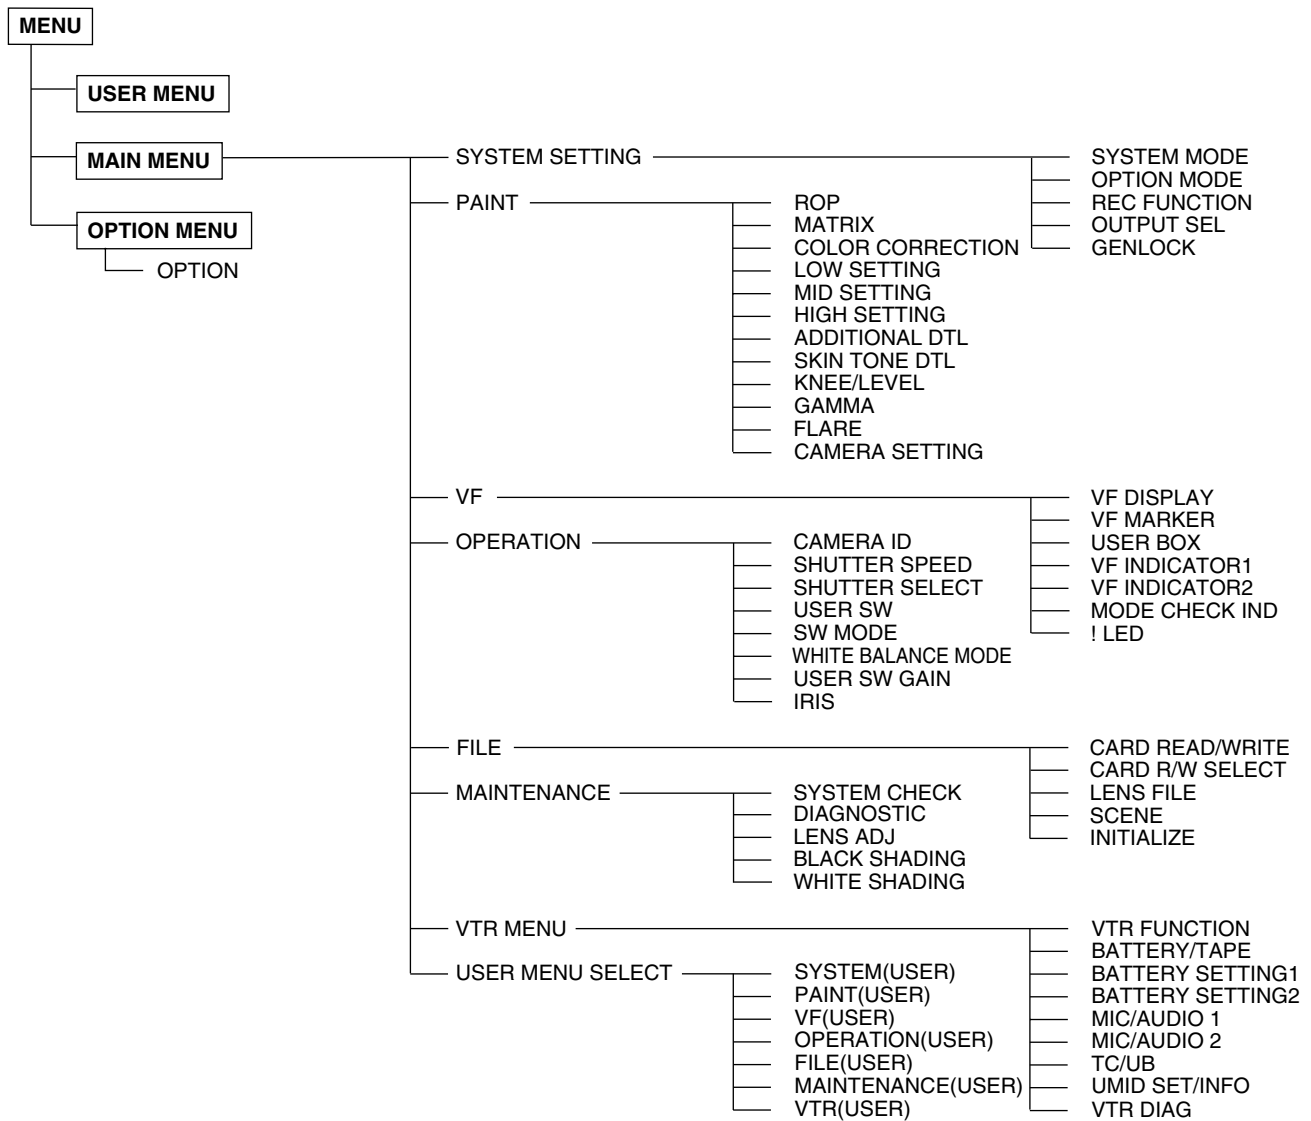 MENU
USER MENU
MAIN MENU
OPTION MENU
OPTION
SYSTEM SETTING
SYSTEM MODE
OPTION MODE
REC FUNCTION
OUTPUT SEL
GENLOCK
PAINT
ROP
MATRIX
COLOR CORRECTION
LOW SETTING
MID SETTING
HIGH SETTING
ADDITIONAL DTL
SKIN TONE DTL
KNEE/LEVEL
GAMMA
FLARE
CAMERA SETTING
VF
VF DISPLAY
VF MARKER
USER BOX
VF INDICATOR1
VF INDICATOR2
MODE CHECK IND
! LED
OPERATION
CAMERA ID
SHUTTER SPEED
SHUTTER SELECT
USER SW
SW MODE
WHITE BALANCE MODE
USER SW GAIN
IRIS
FILE
CARD READ/WRITE
CARD R/W SELECT
LENS FILE
SCENE
INITIALIZE
MAINTENANCE
SYSTEM CHECK
DIAGNOSTIC
LENS ADJ
BLACK SHADING
WHITE SHADING
VTR MENU
VTR FUNCTION
BATTERY/TAPE
BATTERY SETTING1
BATTERY SETTING2
MIC/AUDIO 1
MIC/AUDIO 2
TC/UB
UMID SET/INFO
VTR DIAG
USER MENU SELECT
SYSTEM(USER)
PAINT(USER)
VF(USER)
OPERATION(USER)
FILE(USER)
MAINTENANCE(USER)
VTR(USER)